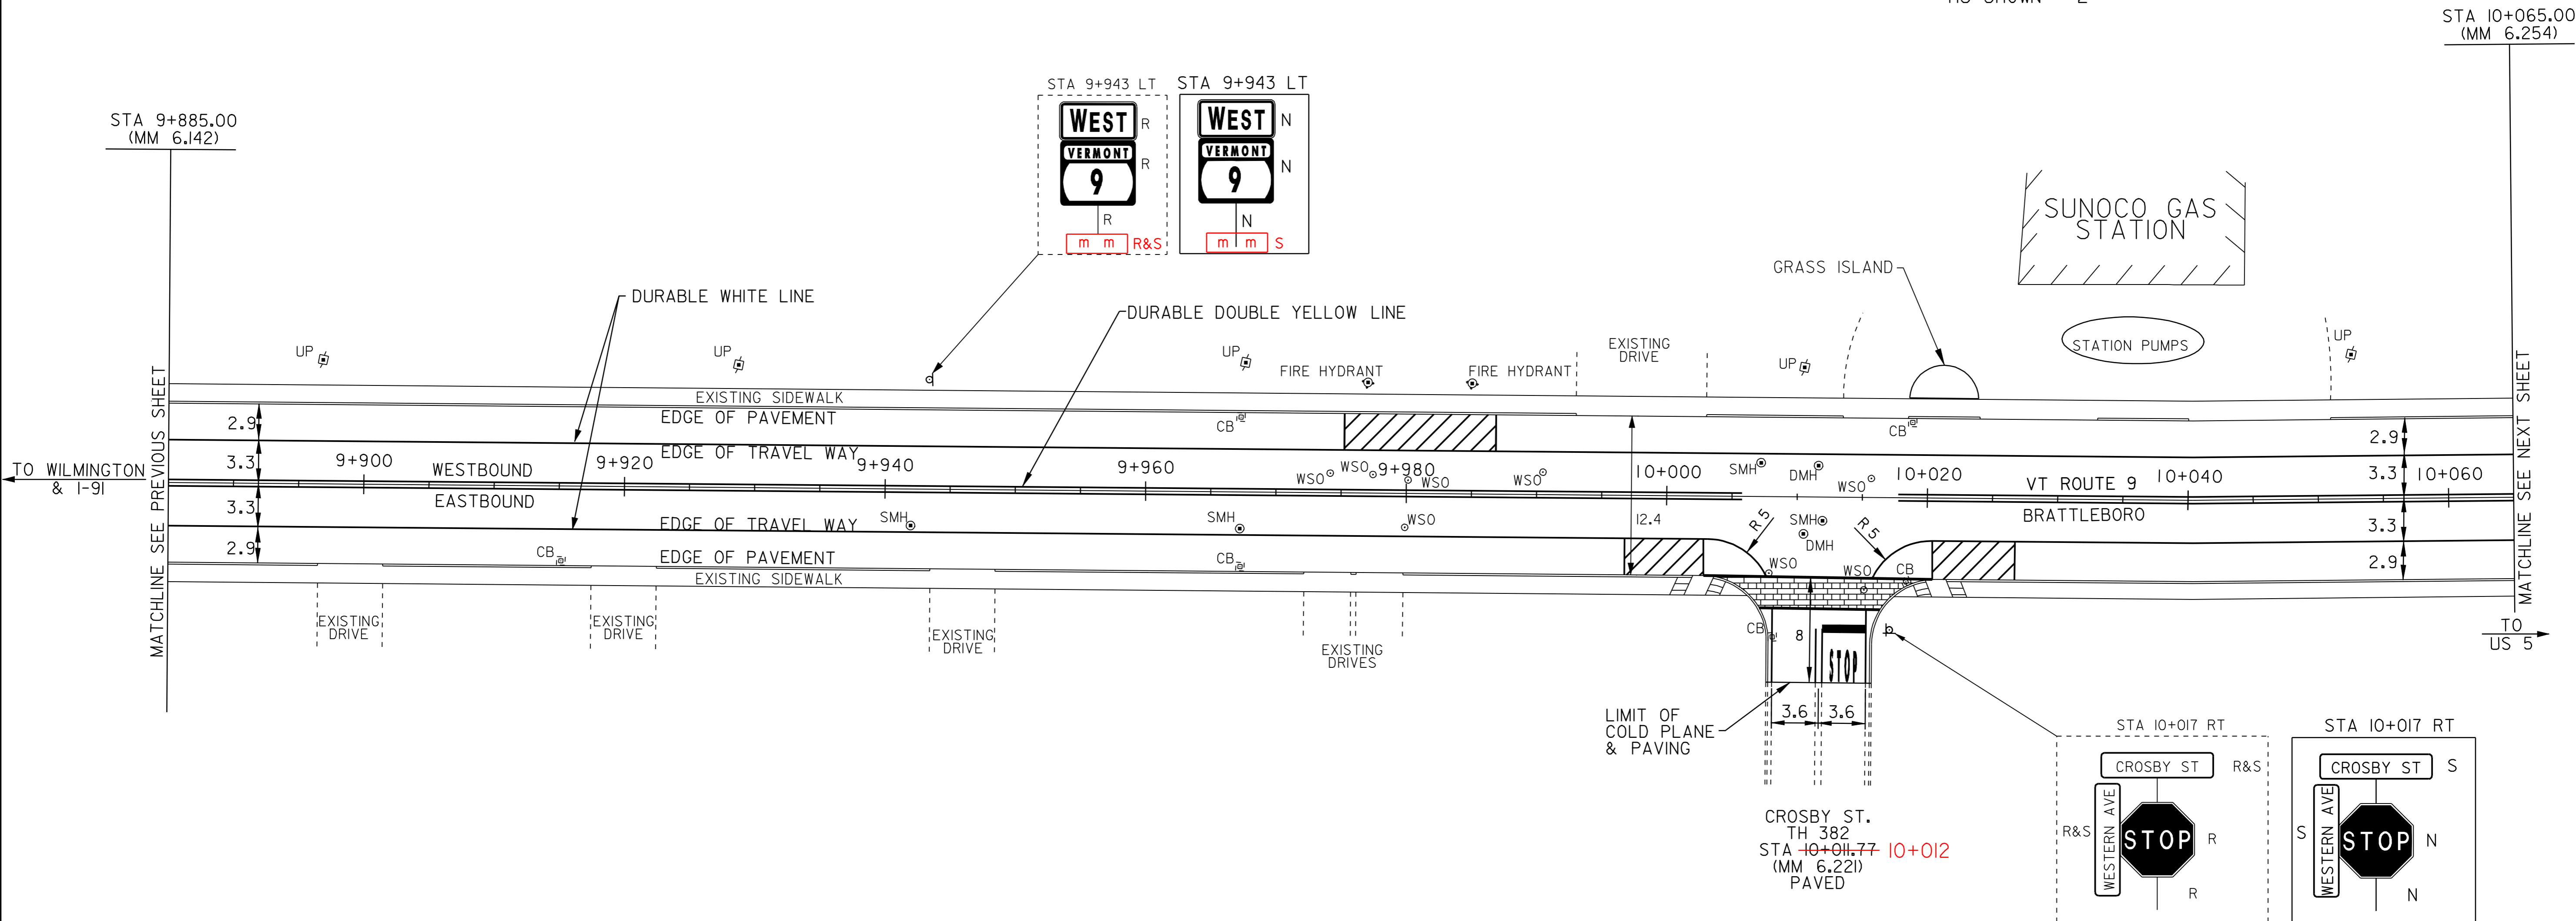 STA 10+065.00
(MM 6.254)
STA 9+885.00
(MM 6.142)
STA 9+943 LT
WEST R
VERMONT R
9
R
m m R&S
STA 9+943 LT
WEST N
VERMONT N
9
N
m m S
SUNOCO GAS
STATION
GRASS ISLAND
STATION PUMPS
DURABLE WHITE LINE
DURABLE DOUBLE YELLOW LINE
UP
UP
UP
UP
UP
FIRE HYDRANT
FIRE HYDRANT
EXISTING
DRIVE
MATCHLINE SEE PREVIOUS SHEET
MATCHLINE SEE NEXT SHEET
EXISTING SIDEWALK
EDGE OF PAVEMENT
EDGE OF TRAVEL WAY
CB
CB
2.9
3.3
3.3
2.9
2.9
3.3
3.3
2.9
TO WILMINGTON
& I-91
9+900
WESTBOUND
9+920
9+940
9+960
9+980
10+000
10+020
10+040
10+060
WSO
WSO
WSO
WSO
SMH
DMH
WSO
VT ROUTE 9
EASTBOUND
BRATTLEBORO
SMH
SMH
WSO
12.4
R 5
SMH
DMH
R 5
EDGE OF TRAVEL WAY
EDGE OF PAVEMENT
EXISTING SIDEWALK
CB
CB
WSO
WSO
CB
EXISTING
DRIVE
EXISTING
DRIVE
EXISTING
DRIVE
EXISTING
DRIVES
CB
8
STOP
TO
US 5
LIMIT OF
COLD PLANE
& PAVING
3.6
3.6
CROSBY ST.
TH 382
STA 10+011.77 10+012
(MM 6.221)
PAVED
STA 10+017 RT
CROSBY ST R&S
WESTERN AVE
R&S
STOP R
R
STA 10+017 RT
CROSBY ST S
WESTERN AVE
S
STOP N
N